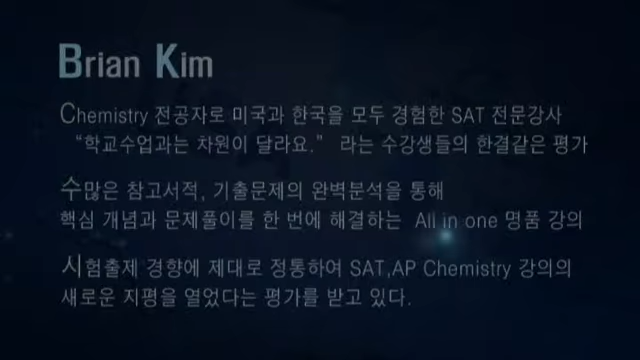 Brian Kim
Chemistry 전공자로 미국과 한국을 모두 경험한 SAT 전문강사
“학교수업과는 차원이 달라요.” 라는 수강생들의 한결같은 평가
수많은 참고서적, 기출문제의 완벽분석을 통해
핵심 개념과 문제풀이를 한 번에 해결하는 All in one 명품 강의
시험출제 경향에 제대로 정통하여 SAT,AP Chemistry 강의의
새로운 지평을 열었다는 평가를 받고 있다.